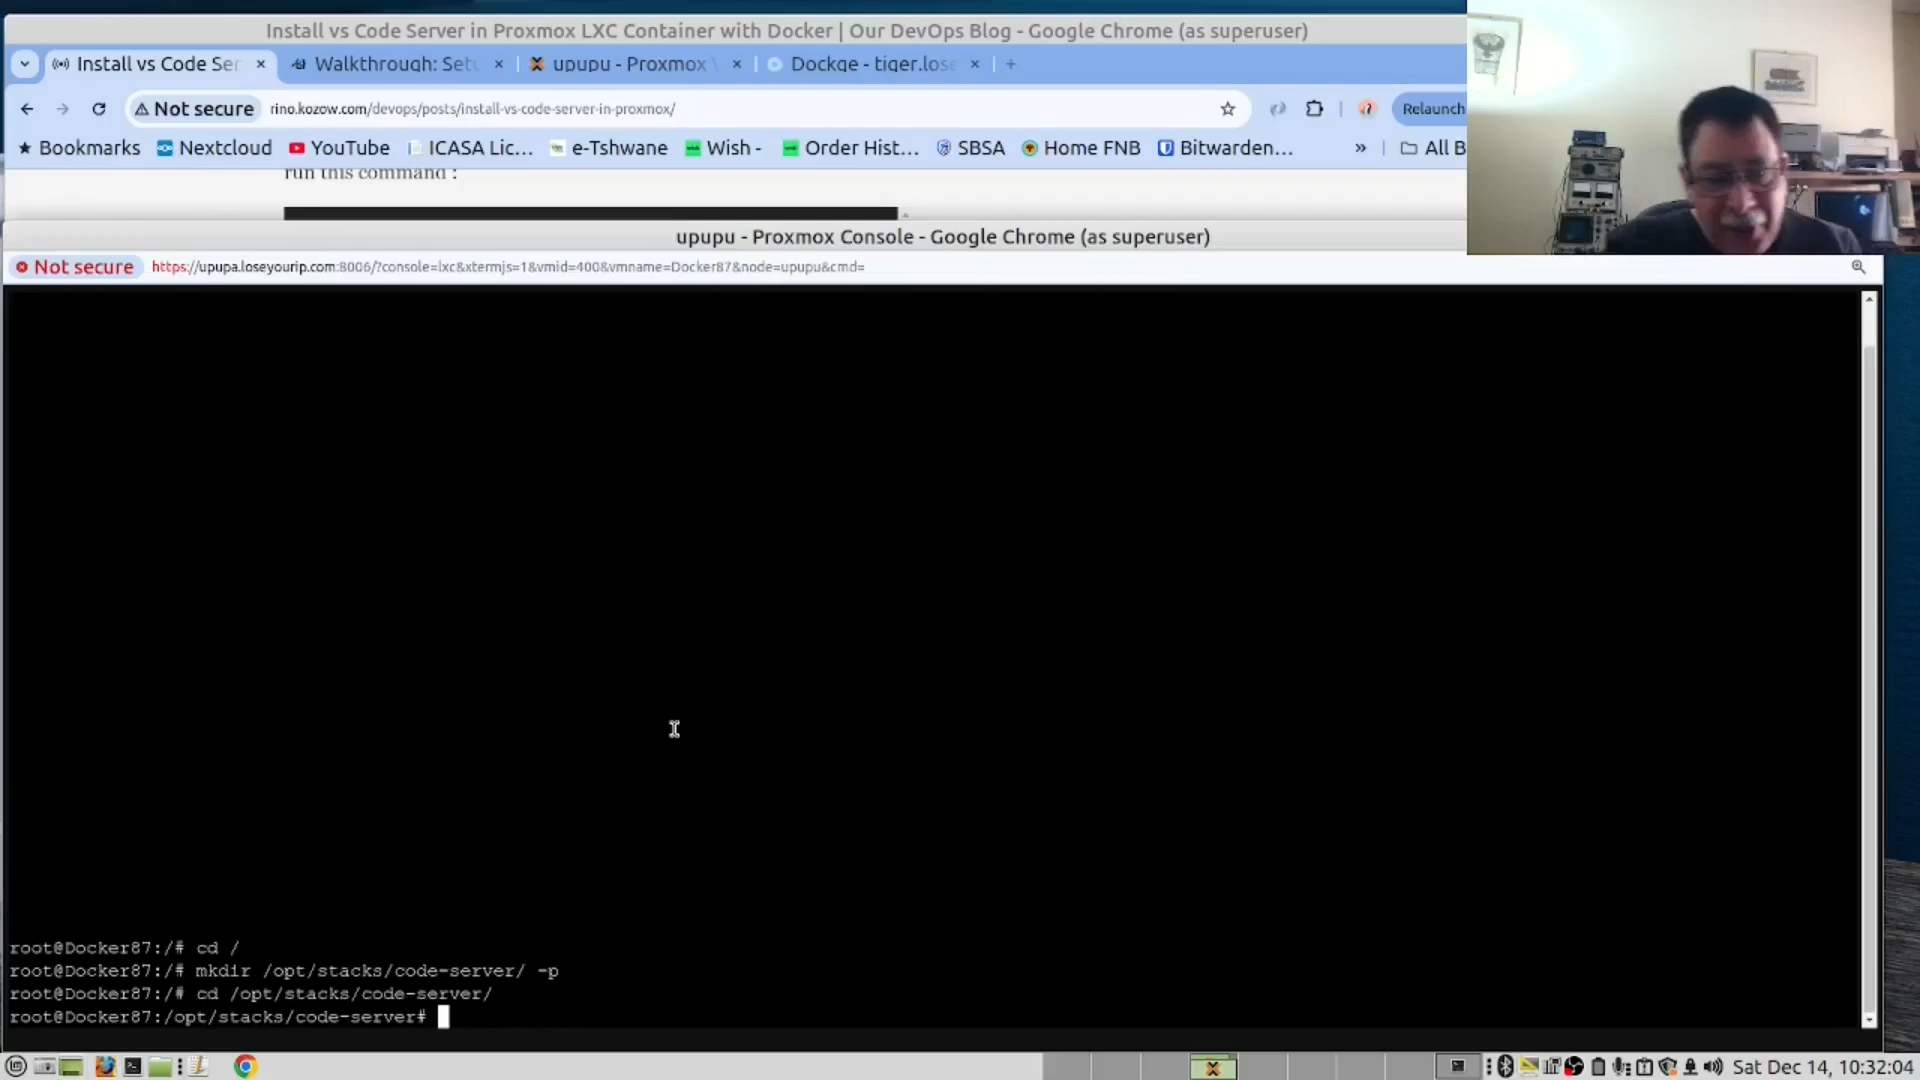 Install vs Code Server in Proxmox LXC Container with Docker | Our DevOps Blog - Google Chrome (as superuser)
Install vs Code Ser
Walkthrough: Setu
upupu - Proxmox V
Dockge - tiger.lose
Not secure
rino.kozow.com/devops/posts/install-vs-code-server-in-proxmox/
Relaunch
Bookmarks
Nextcloud
YouTube
ICASA Lic...
e-Tshwane
Wish -
Order Hist...
SBSA
Home FNB
Bitwarden...
»
All B
run this command :
upupu - Proxmox Console - Google Chrome (as superuser)
Not secure
https://upupa.loseyourip.com:8006/?console=lxc&xtermjs=1&vmid=400&vmname=Docker87&node=upupu&cmd=
root@Docker87:/# cd /
root@Docker87:/# mkdir /opt/stacks/code-server/ -p
root@Docker87:/# cd /opt/stacks/code-server/
root@Docker87:/opt/stacks/code-server#
Sat Dec 14, 10:32:04